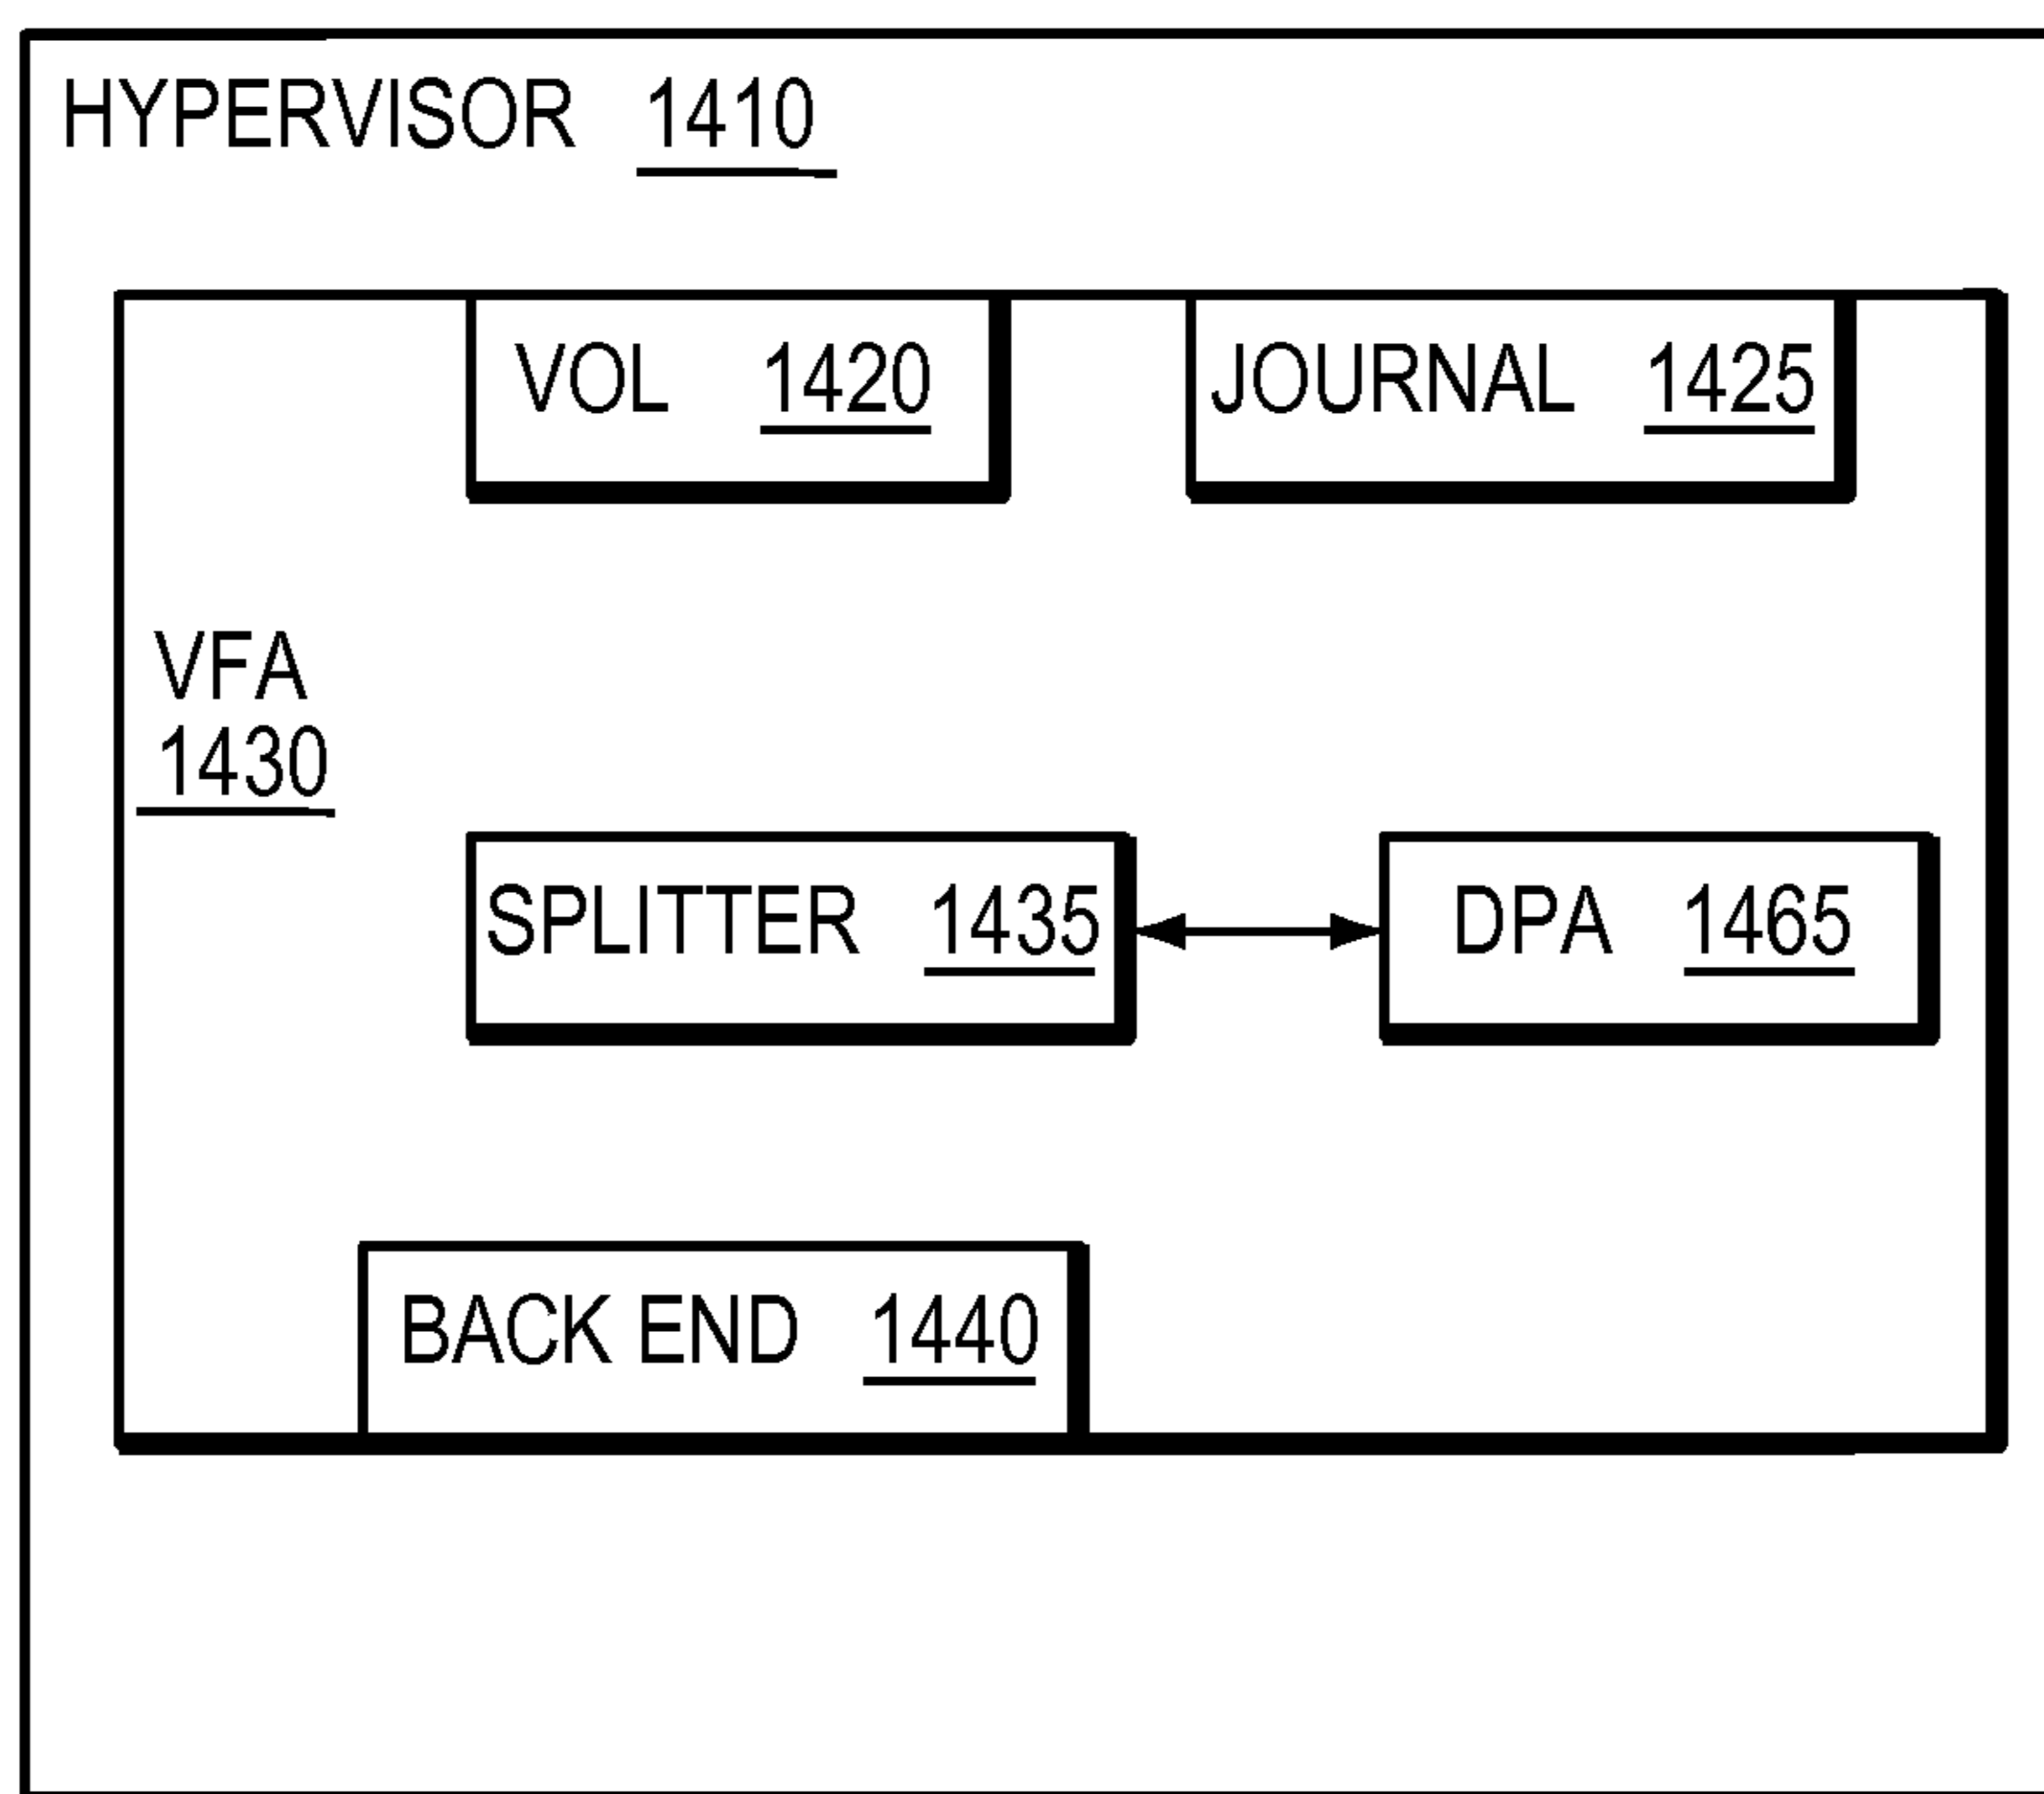 HYPERVISOR 1410
VOL 1420
JOURNAL 1425
VFA
1430
SPLITTER 1435
DPA 1465
BACK END 1440